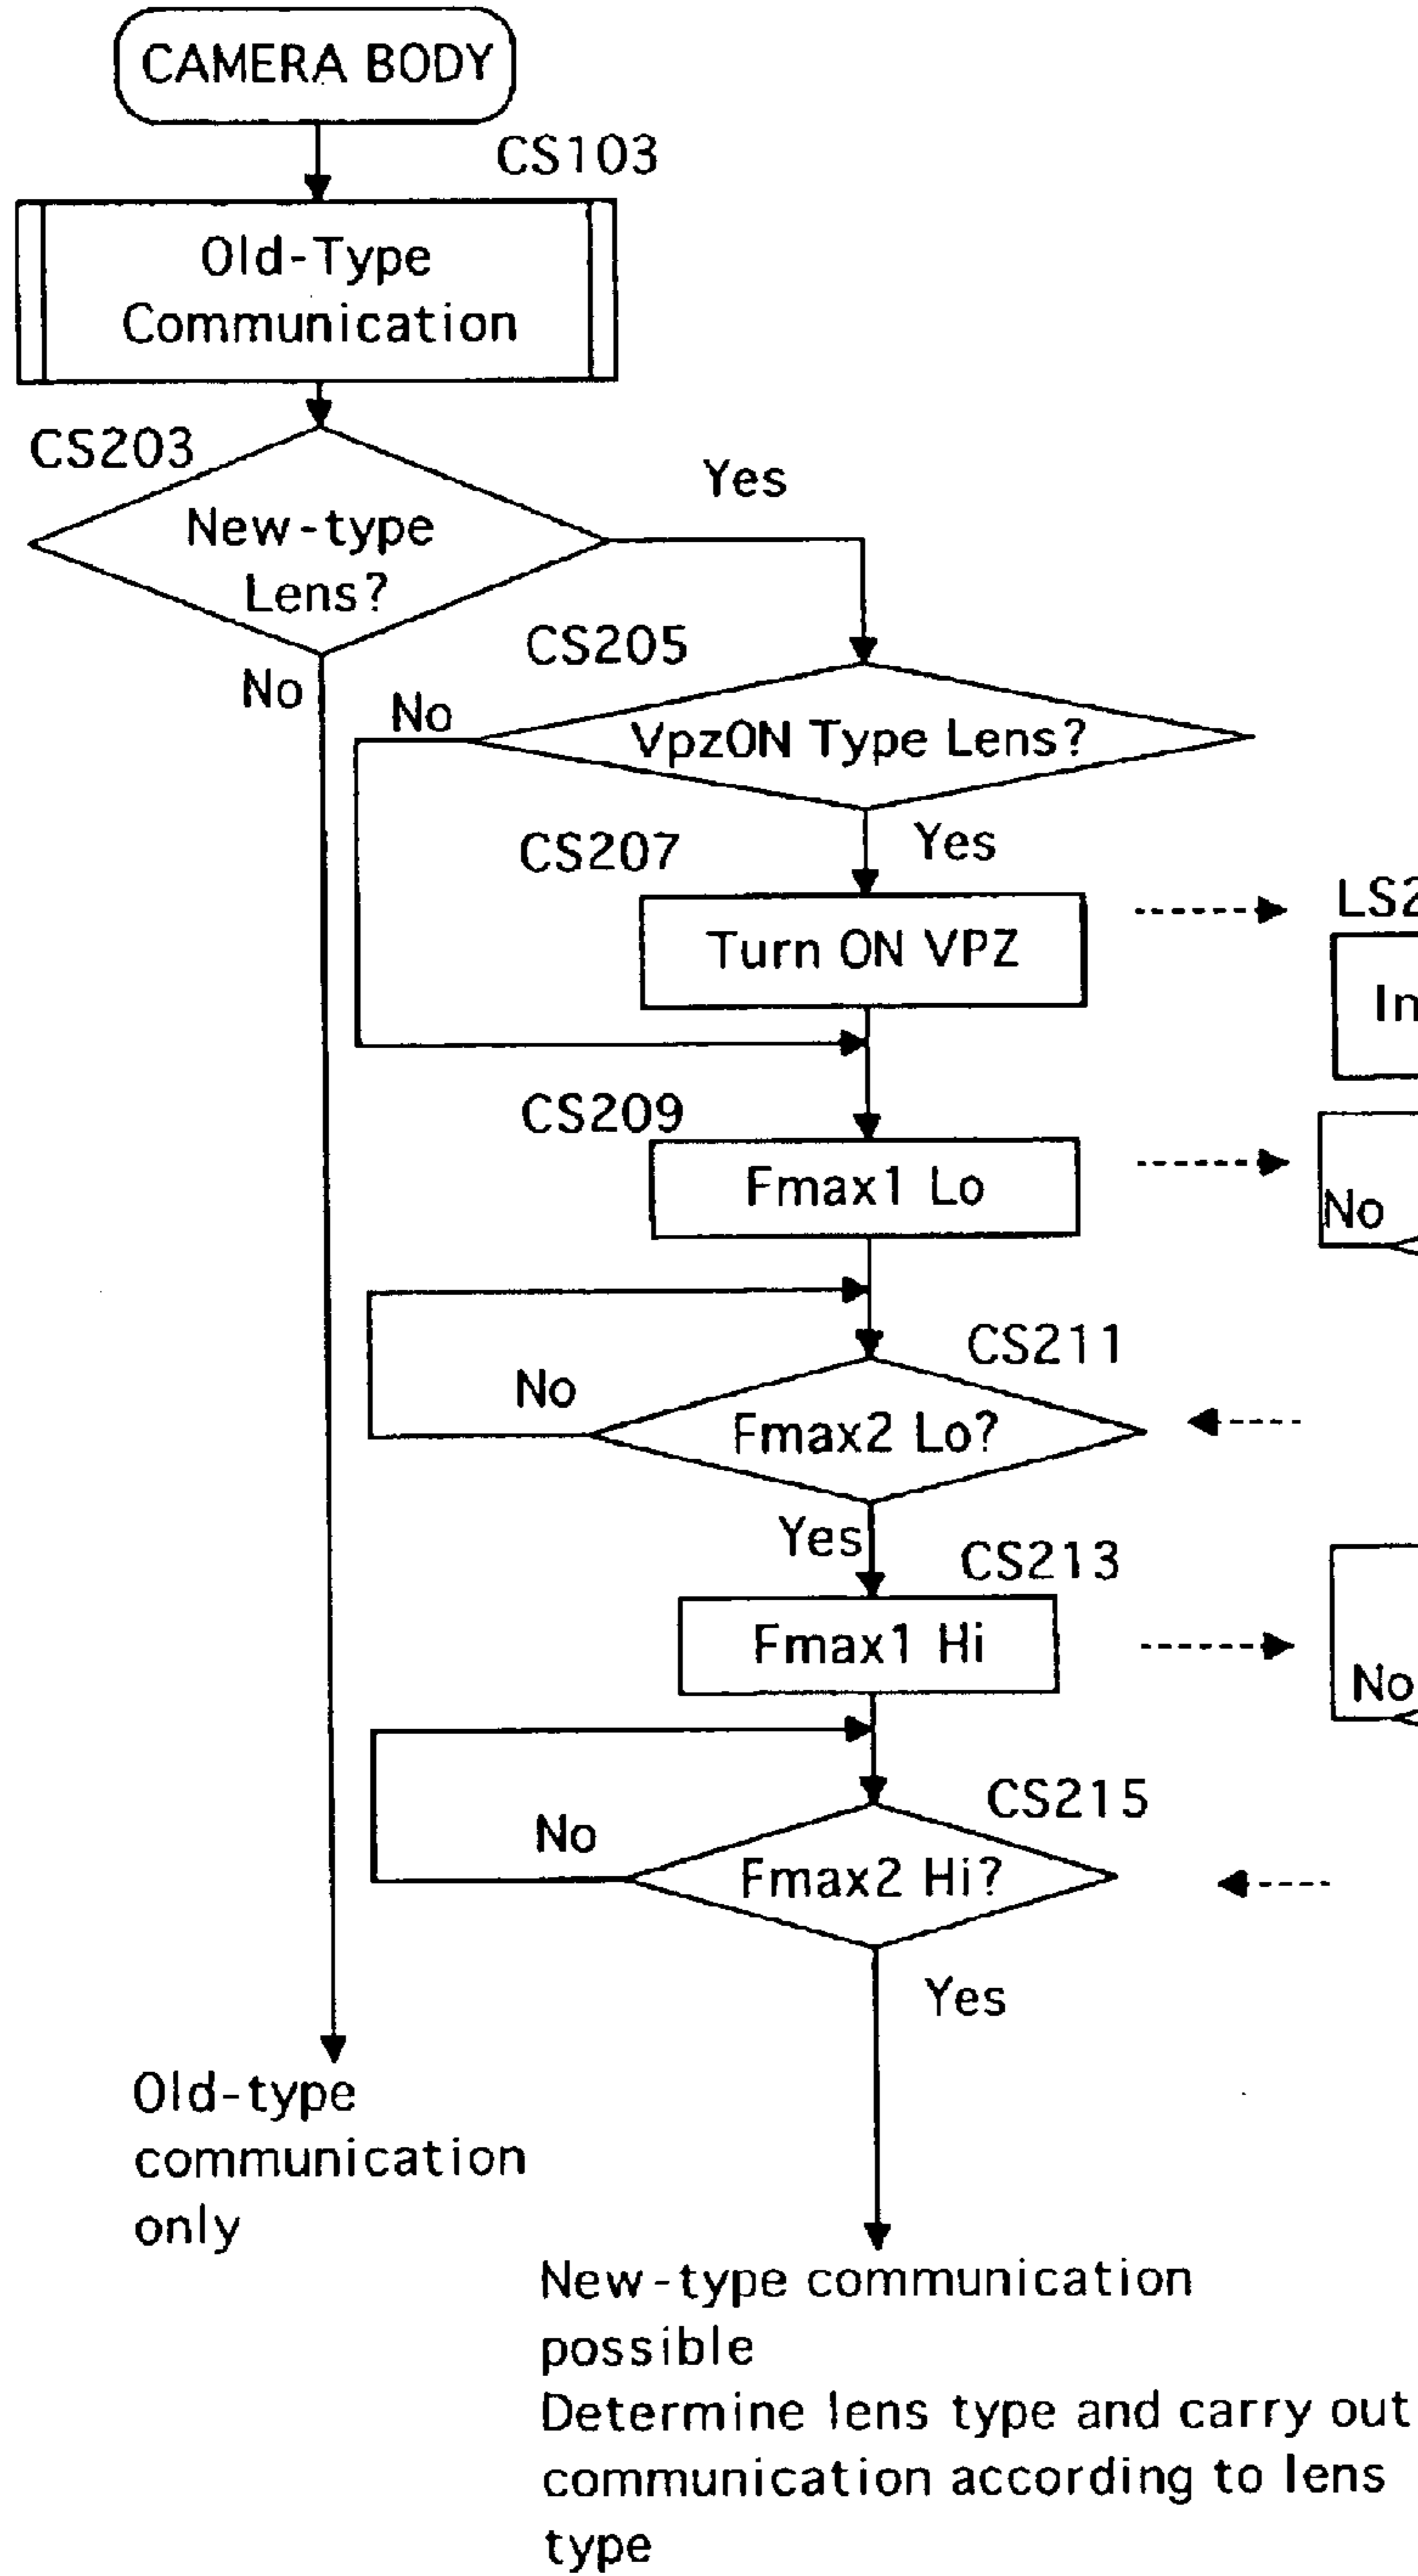 CAMERA BODY
CS103
Old-Type
Communication
CS203
New-type
Lens?
Yes
No
CS205
No
VpzON Type Lens?
Yes
CS207
Turn ON VPZ
CS209
Fmax1 Lo
No
CS211
No
Fmax2 Lo?
Yes
CS213
Fmax1 Hi
No
CS215
No
Fmax2 Hi?
Yes
Old-type
communication
only
New-type communication
possible
Determine lens type and carry out
communication according to lens
type